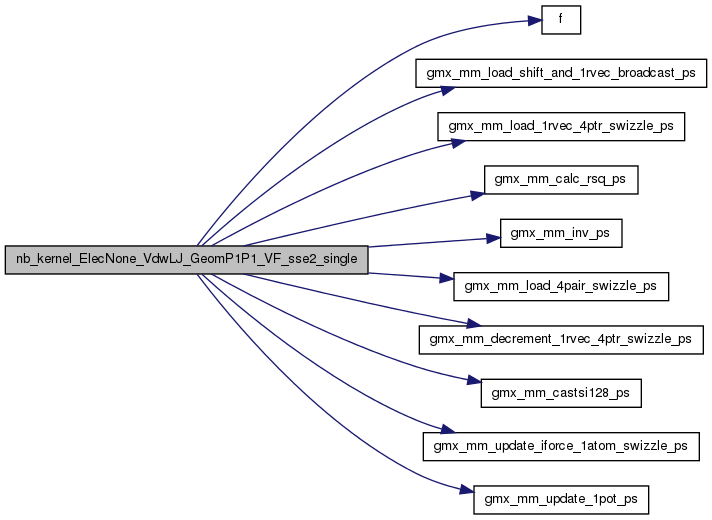 f
gmx_mm_load_shift_and_1rvec_broadcast_ps
gmx_mm_load_1rvec_4ptr_swizzle_ps
gmx_mm_calc_rsq_ps
gmx_mm_inv_ps
nb_kernel_ElecNone_VdwLJ_GeomP1P1_VF_sse2_single
gmx_mm_load_4pair_swizzle_ps
gmx_mm_decrement_1rvec_4ptr_swizzle_ps
gmx_mm_castsi128_ps
gmx_mm_update_iforce_1atom_swizzle_ps
gmx_mm_update_1pot_ps